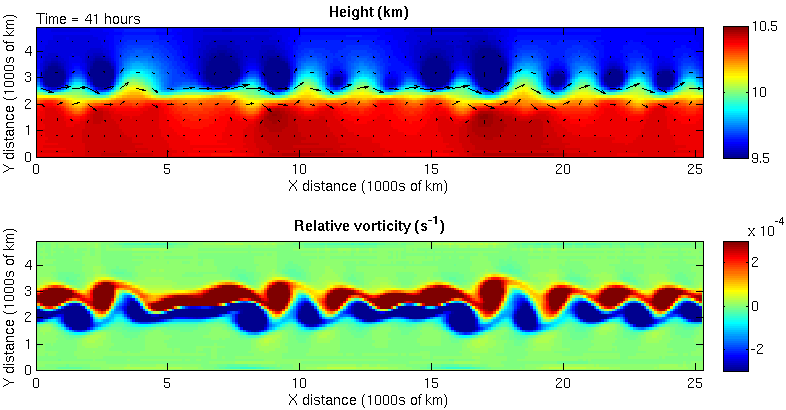 Height (km)
Time = 41 hours
Y distance (1000s of km)
4
3
2
1
0
0 5 10 15 20 25
X distance (1000s of km)
10.5
10
9.5
Relative vorticity (s⁻¹)
Y distance (1000s of km)
4
3
2
1
0
0 5 10 15 20 25
X distance (1000s of km)
x 10⁻⁴
2
0
-2